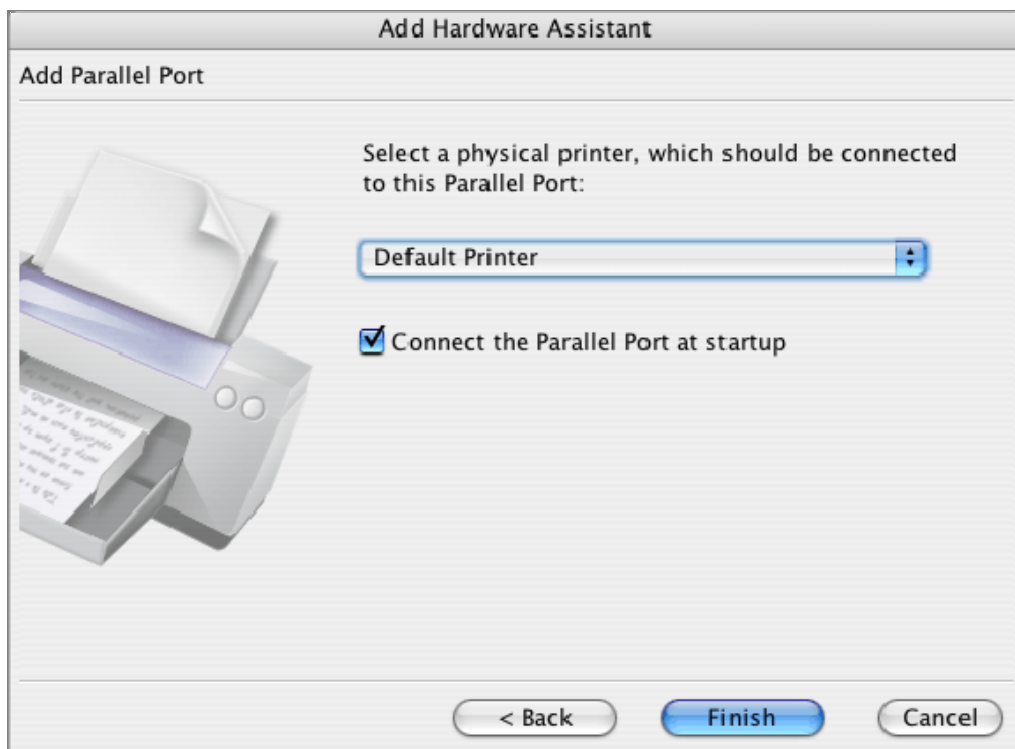 Add Hardware Assistant
Add Parallel Port
Select a physical printer, which should be connected
to this Parallel Port:
Default Printer
Connect the Parallel Port at startup
< Back
Finish
Cancel